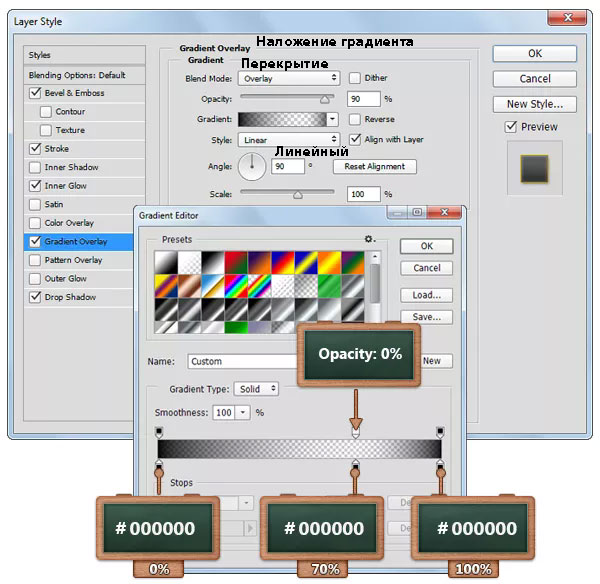 Layer Style
Styles
Blending Options: Default
Bevel & Emboss
Contour
Texture
Stroke
Inner Shadow
Inner Glow
Satin
Color Overlay
Gradient Overlay
Pattern Overlay
Outer Glow
Drop Shadow
Gradient Overlay
Наложение градиента
Gradient
Перекрытие
Blend Mode: Overlay Dither
Opacity: 90 %
Gradient: Reverse
Style: Linear Align with Layer
Линейный
Angle: 90 ° Reset Alignment
Scale: 100 %
OK
Cancel
New Style...
Preview
Gradient Editor
Presets
OK
Cancel
Load...
Save...
Name: Custom
New
Opacity: 0%
Gradient Type: Solid
Smoothness: 100 %
Stops
# 000000
# 000000
# 000000
0%
70%
100%